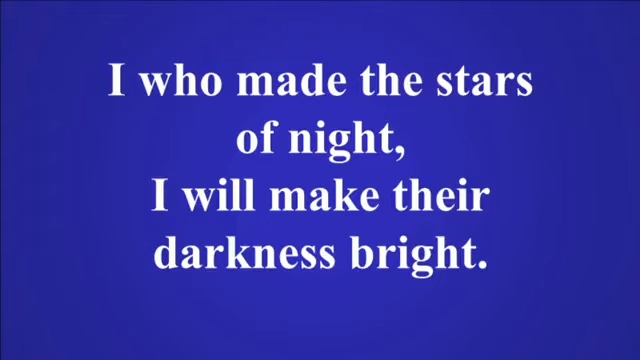 I who made the stars
of night,
I will make their
darkness bright.